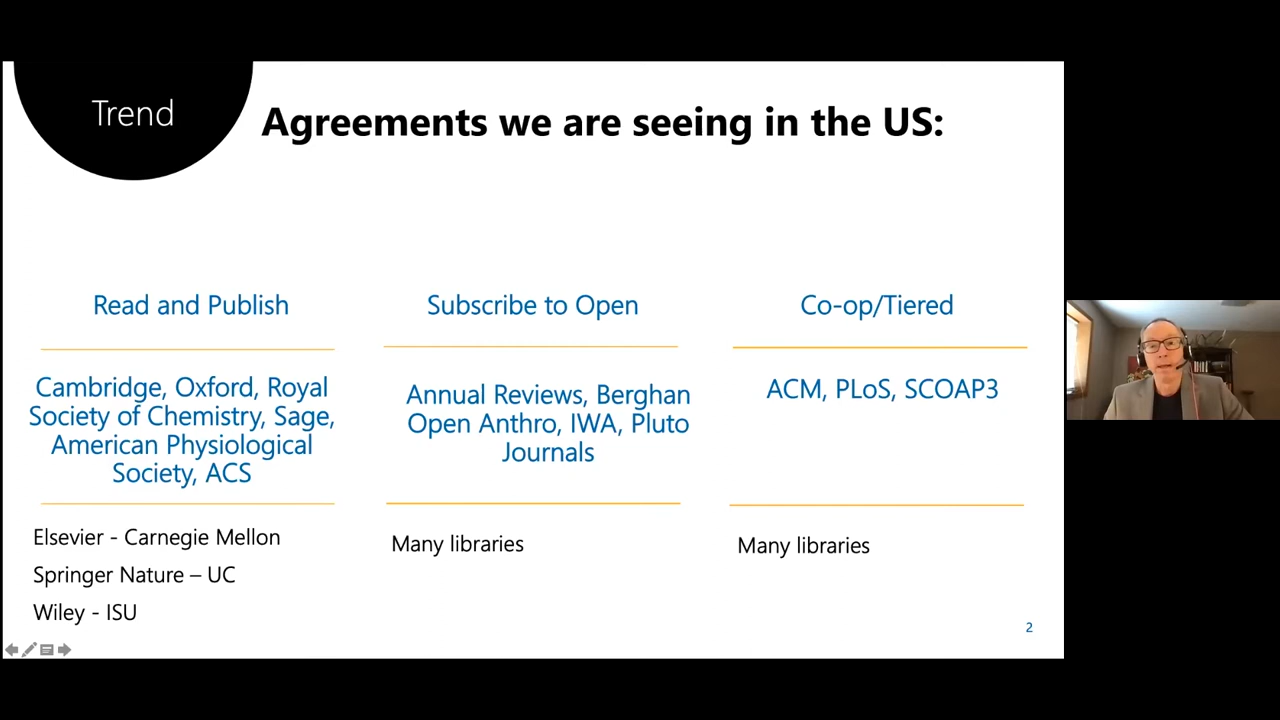 Trend
Agreements we are seeing in the US:
Read and Publish
Cambridge, Oxford, Royal
Society of Chemistry, Sage,
American Physiological
Society, ACS
Elsevier - Carnegie Mellon
Springer Nature – UC
Wiley - ISU
Subscribe to Open
Annual Reviews, Berghan
Open Anthro, IWA, Pluto
Journals
Many libraries
Co-op/Tiered
ACM, PLoS, SCOAP3
Many libraries
2